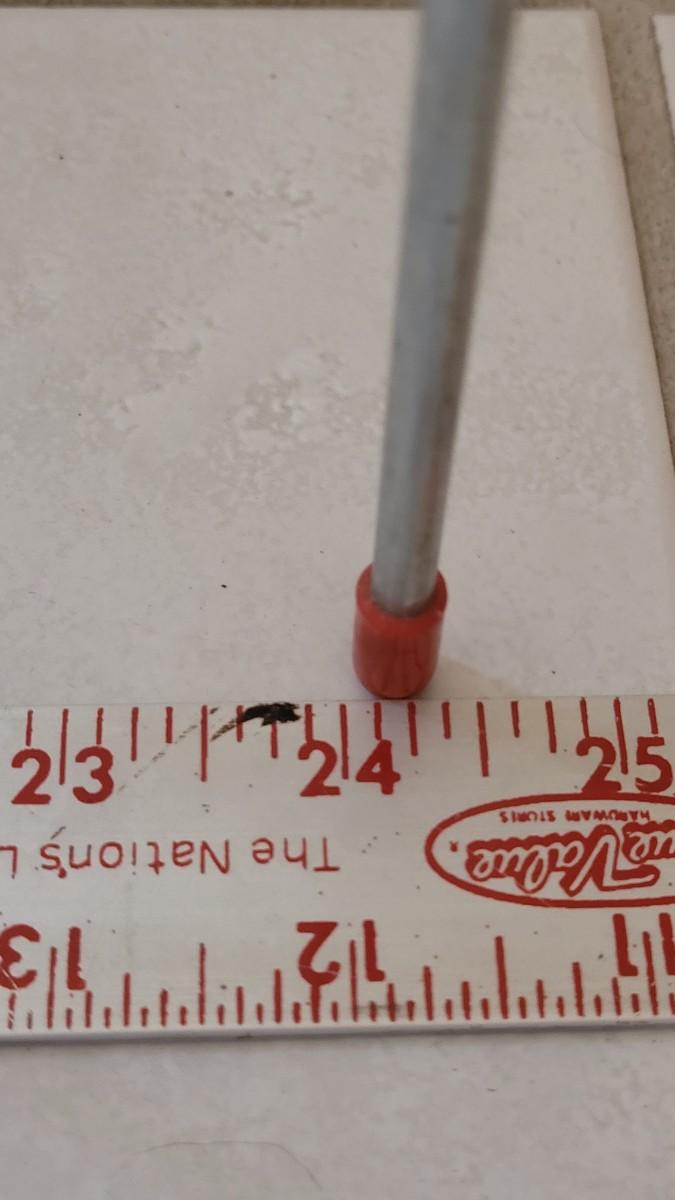 23 24 25
True Value
HARDWARE STORES
The Nation's
13 12 11